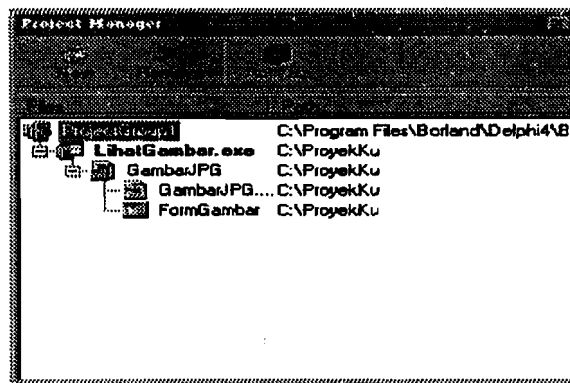 Project Manager
Files
ProjectGroup1 C:\Program Files\Borland\Delphi4\B
LihatGambar.exe C:\ProyekKu
GambarJPG C:\ProyekKu
GambarJPG.... C:\ProyekKu
FormGambar C:\ProyekKu